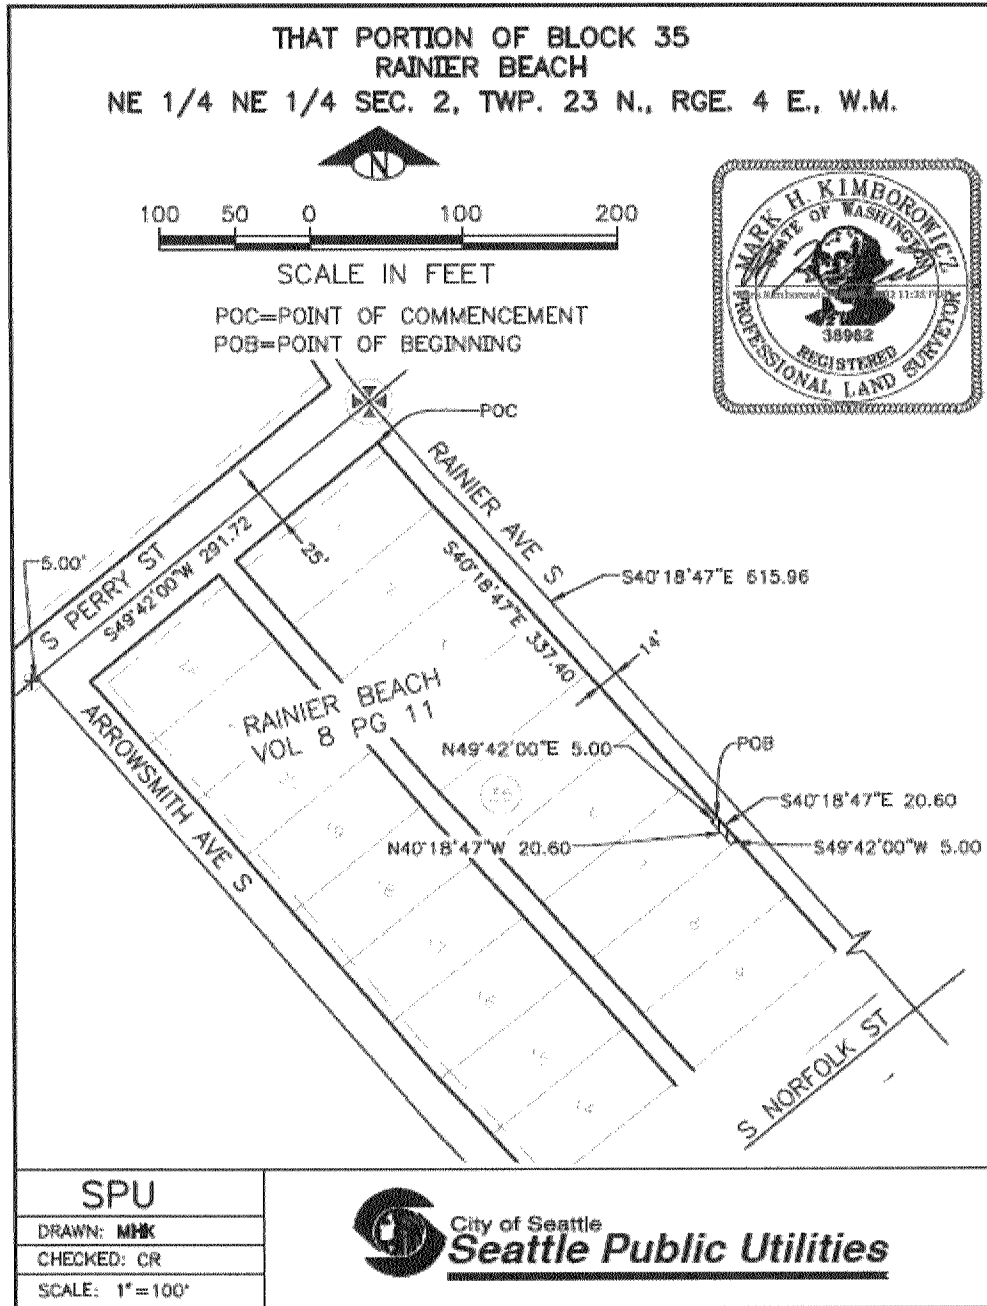 THAT PORTION OF BLOCK 35
RAINIER BEACH
NE 1/4 NE 1/4 SEC. 2, TWP. 23 N., RGE. 4 E., W.M.
N
100 50 0 100 200
SCALE IN FEET
POC=POINT OF COMMENCEMENT
POB=POINT OF BEGINNING
MARK H. KIMBOROWICZ
STATE OF WASHINGTON
38962
REGISTERED
PROFESSIONAL LAND SURVEYOR
POC
RAINIER AVE S
S40°18'47"E 615.96
S40°18'47"E 337.40
14'
25'
5.00'
S PERRY ST
S49°42'00"W 291.72
RAINIER BEACH
VOL 8 PG 11
ARROWSMITH AVE S
N49°42'00"E 5.00
POB
S40°18'47"E 20.60
N40°18'47"W 20.60
S49°42'00"W 5.00
S NORFOLK ST
SPU
DRAWN: MHK
CHECKED: CR
SCALE: 1"=100'
City of Seattle
Seattle Public Utilities